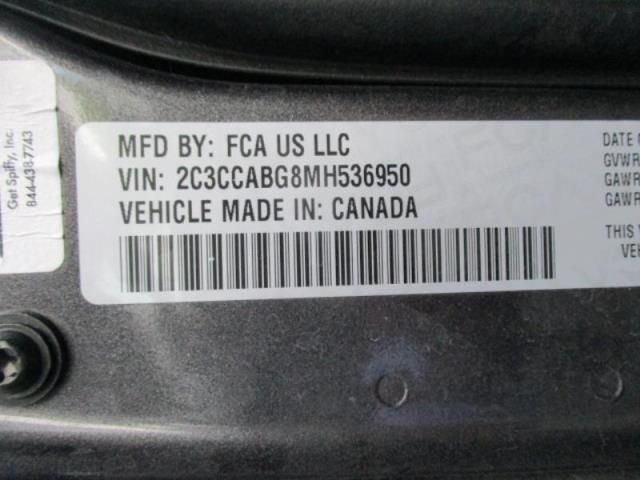 Get Spiffy, Inc.
844-4387743
MFD BY: FCA US LLC
VIN: 2C3CCABG8MH536950
VEHICLE MADE IN: CANADA
DATE O
GVWR
GAWR
GAWR
THIS V
VEH